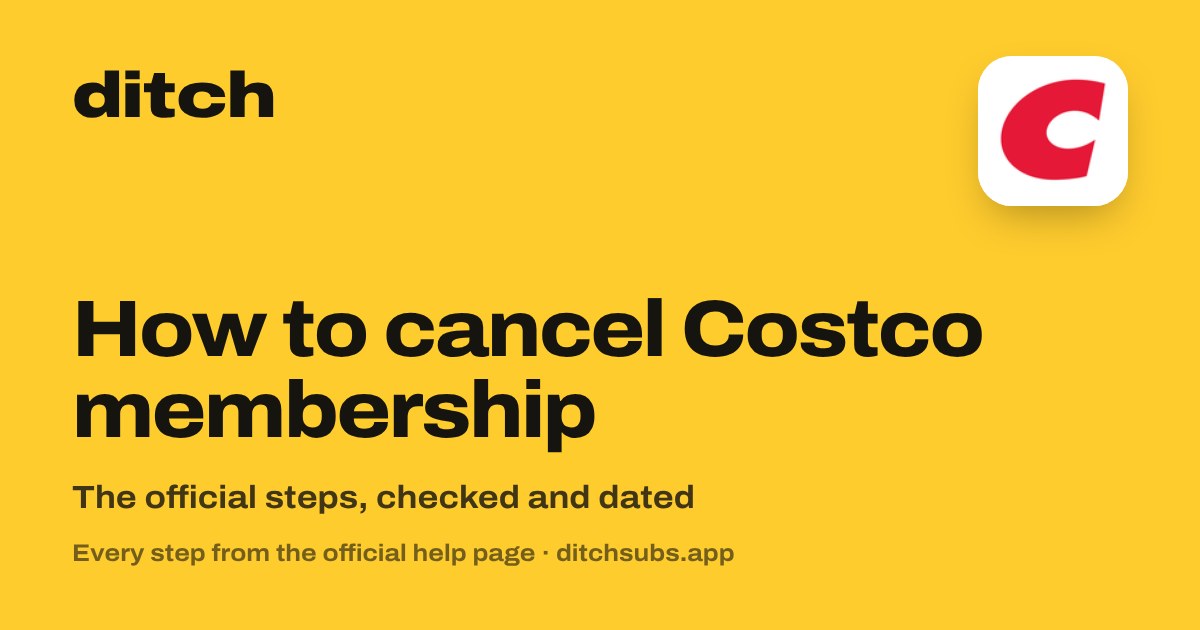 ditch
C
How to cancel Costco
membership
The official steps, checked and dated
Every step from the official help page · ditchsubs.app